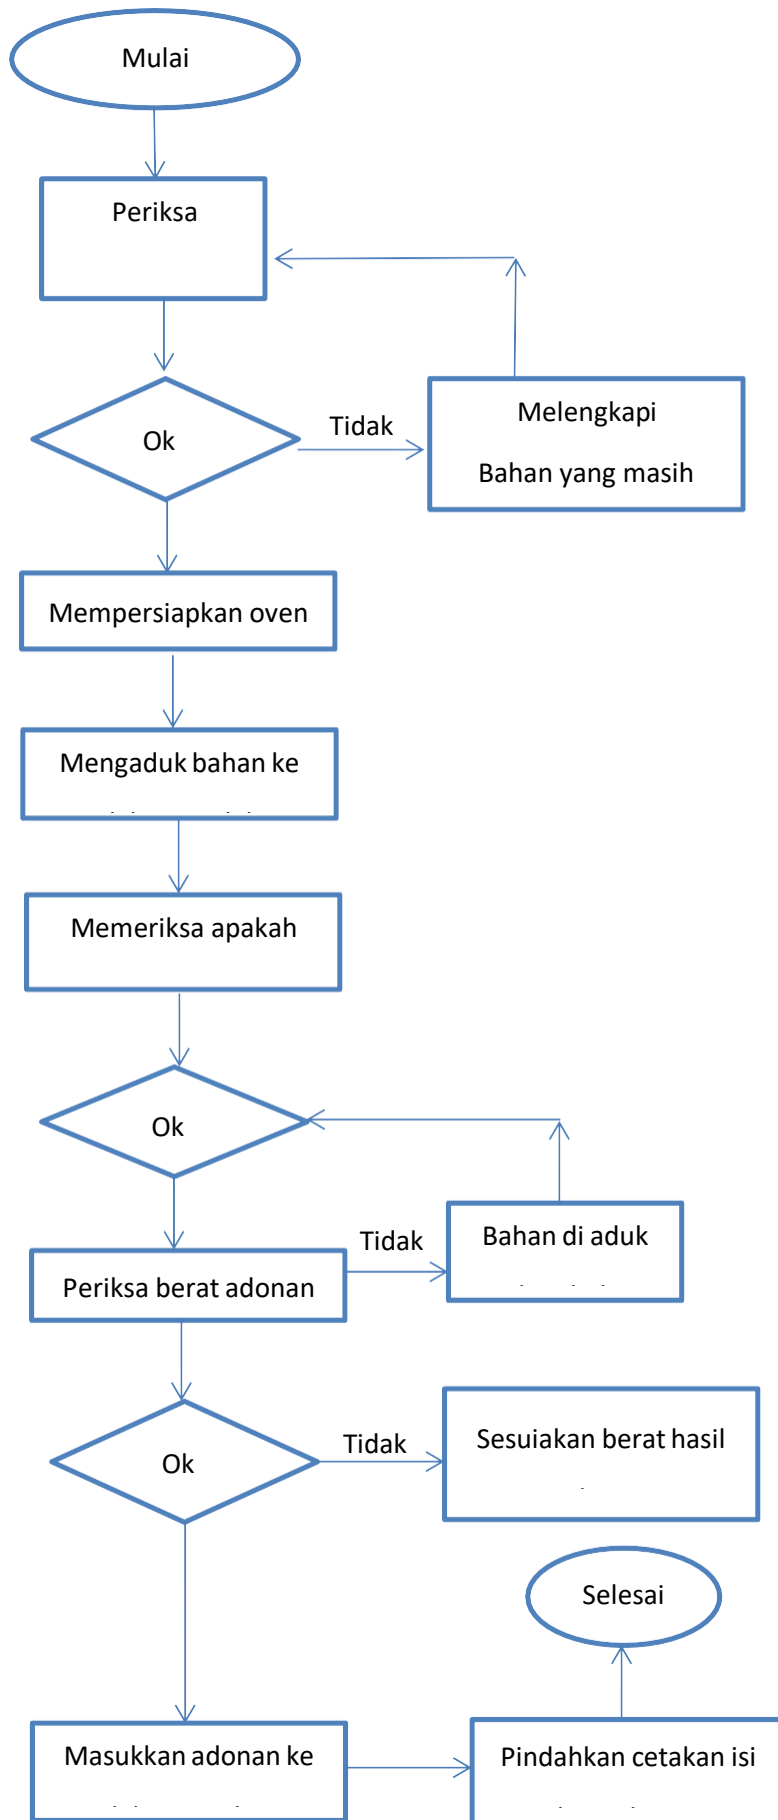 Mulai
Periksa
Ok
Tidak
Melengkapi
Bahan yang masih
Mempersiapkan oven
Mengaduk bahan ke
Memeriksa apakah
Ok
Tidak
Bahan di aduk
Periksa berat adonan
Ok
Tidak
Sesuiakan berat hasil
Selesai
Masukkan adonan ke
Pindahkan cetakan isi